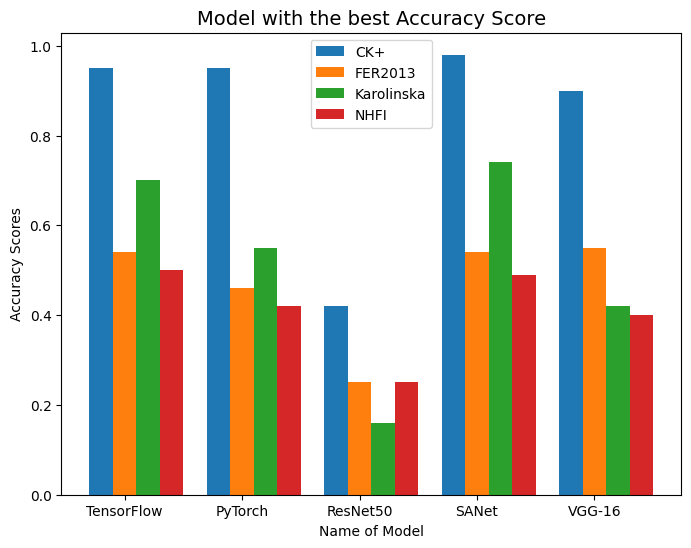 Model with the best Accuracy Score
CK+
FER2013
Karolinska
NHFI
Accuracy Scores
1.0
0.8
0.6
0.4
0.2
0.0
TensorFlow PyTorch ResNet50 SANet VGG-16
Name of Model